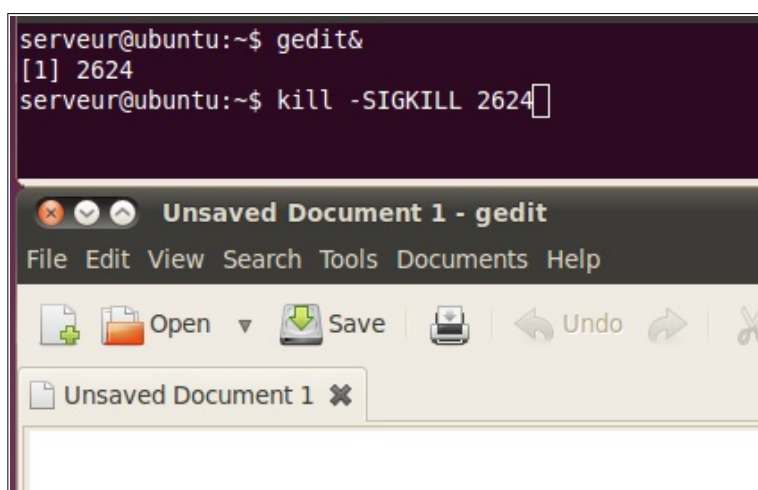 serveur@ubuntu:~$ gedit&
[1] 2624
serveur@ubuntu:~$ kill -SIGKILL 2624
Unsaved Document 1 - gedit
File Edit View Search Tools Documents Help
Open Save Undo
Unsaved Document 1